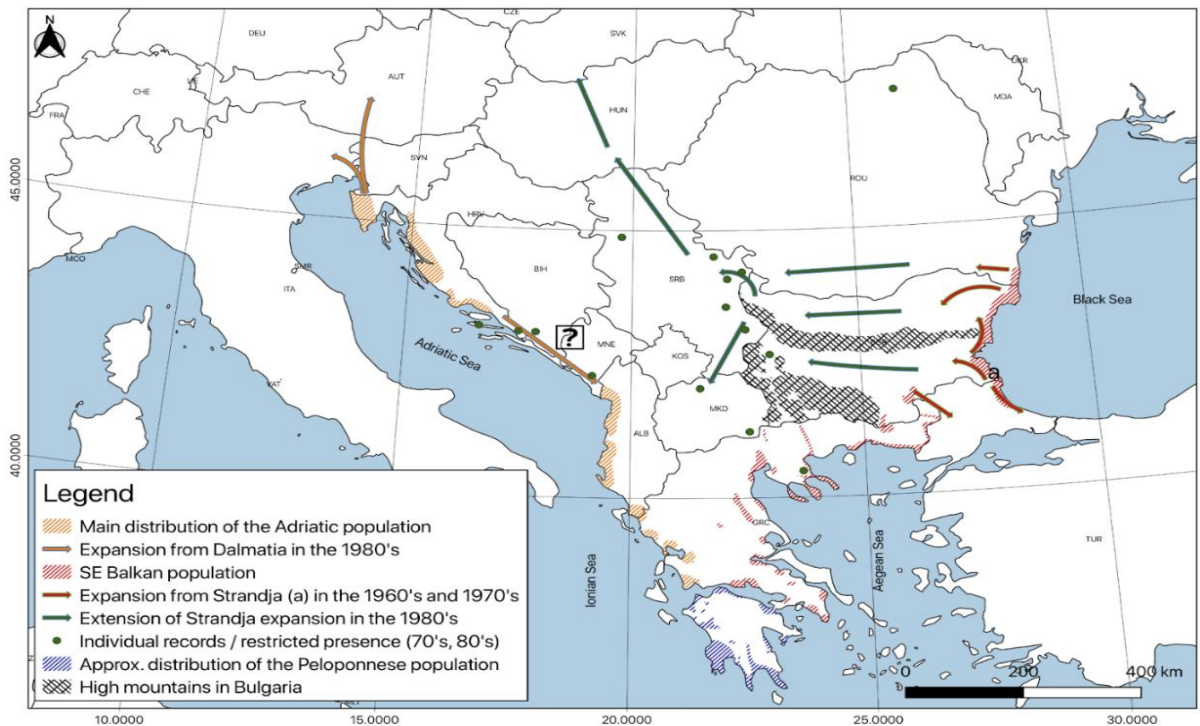 N
CZE
DEU
SVK
UKR
AUT
MDA
CHE
HUN
FRA
SVN
ROU
45.0000
45.0000
HRV
MCO
SMR
BIH
SRB
ITA
Black Sea
?
MNE
Adriatic Sea
KOS
a
VAT
MKD
ALB
40.0000
40.0000
Legend
Main distribution of the Adriatic population
Expansion from Dalmatia in the 1980's
SE Balkan population
Expansion from Strandja (a) in the 1960's and 1970's
Extension of Strandja expansion in the 1980's
Individual records / restricted presence (70's, 80's)
Approx. distribution of the Peloponnese population
High mountains in Bulgaria
GRC
TUR
Ionian Sea
Aegean Sea
0 200 400 km
10.0000 15.0000 20.0000 25.0000 30.0000